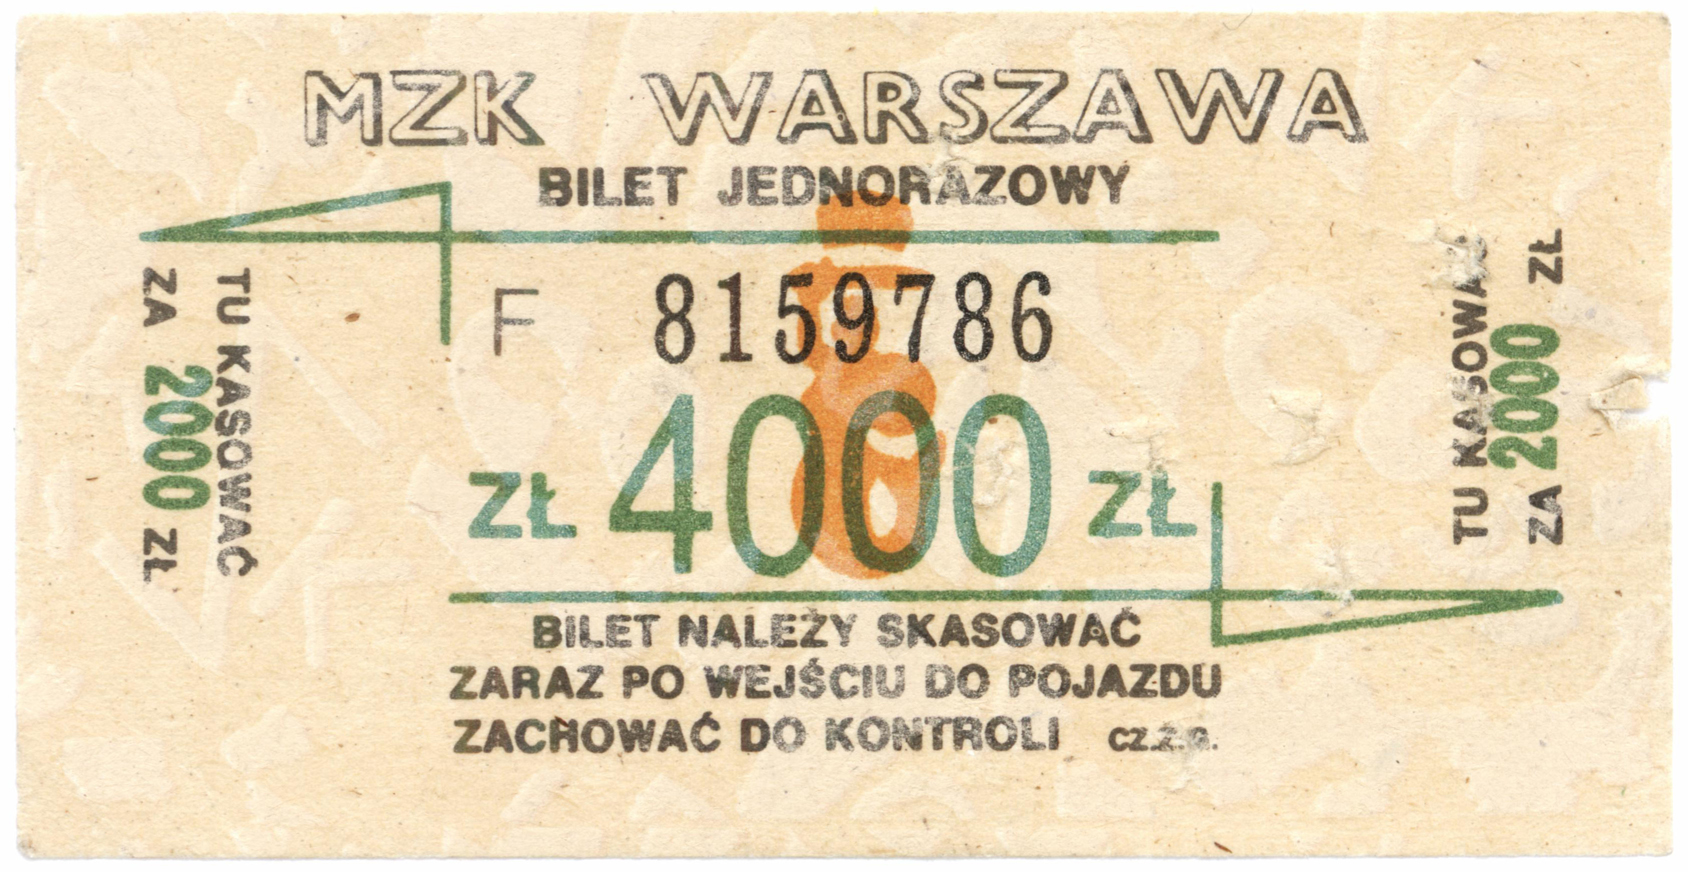 MZK WARSZAWA
BILET JEDNORAZOWY
F 8159786
ZŁ 4000 ZŁ
BILET NALEŻY SKASOWAĆ
ZARAZ PO WEJŚCIU DO POJAZDU
ZACHOWAĆ DO KONTROLI
TU KASOWAĆ
ZA 2000 ZŁ
TU KASOWAĆ
ZA 2000 ZŁ